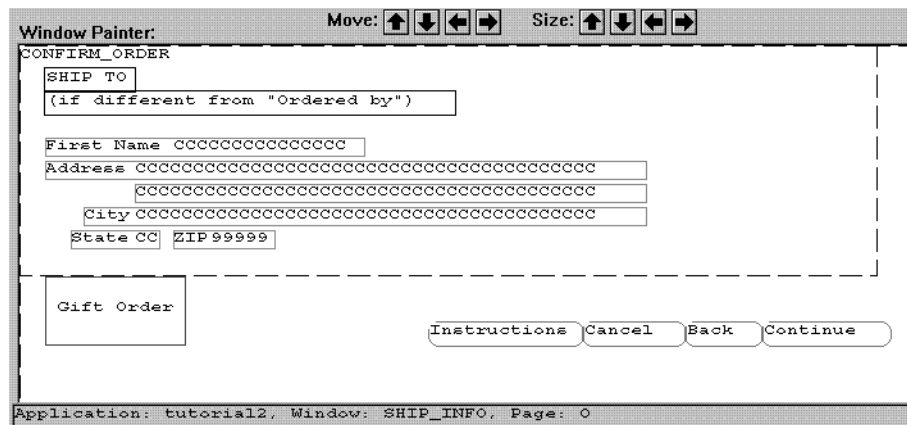 Move: Size:
Window Painter:
CONFIRM_ORDER
SHIP TO
(if different from "Ordered by")
First Name CCCCCCCCCCCCCCC
Address CCCCCCCCCCCCCCCCCCCCCCCCCCCCCCCCCCCCCCCC
CCCCCCCCCCCCCCCCCCCCCCCCCCCCCCCCCCCCCCCC
City CCCCCCCCCCCCCCCCCCCCCCCCCCCCCCCCCCCCCCCC
State CC ZIP 99999
Gift Order
Instructions Cancel Back Continue
Application: tutorial2, Window: SHIP_INFO, Page: 0